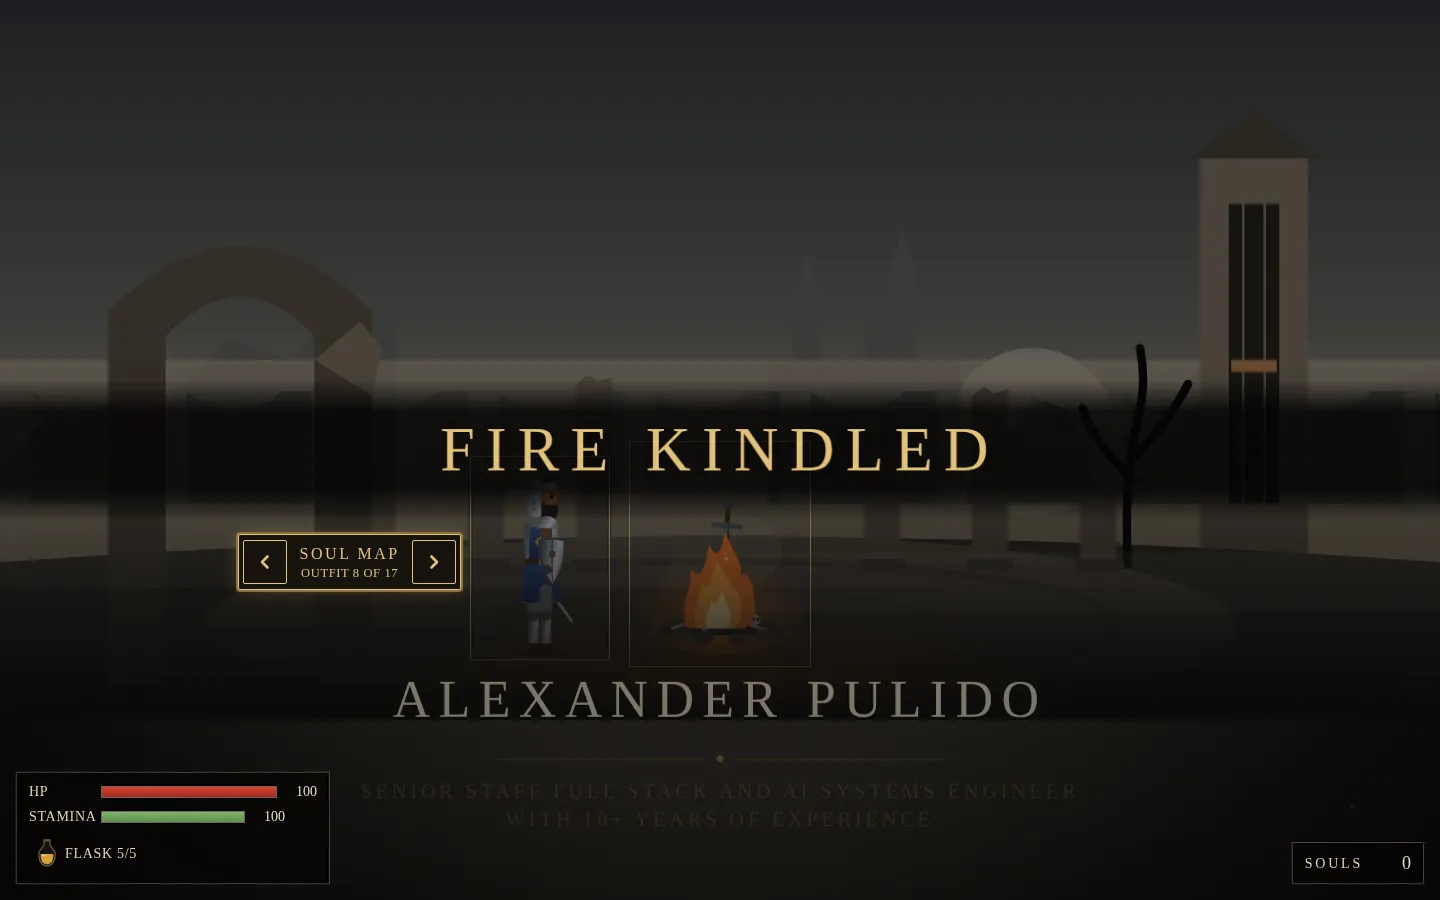 FIRE KINDLED
SOUL MAP
OUTFIT 8 OF 17
ALEXANDER PULIDO
SENIOR STAFF FULL STACK AND AI SYSTEMS ENGINEER
WITH 10+ YEARS OF EXPERIENCE
HP 100
STAMINA 100
FLASK 5/5
SOULS 0